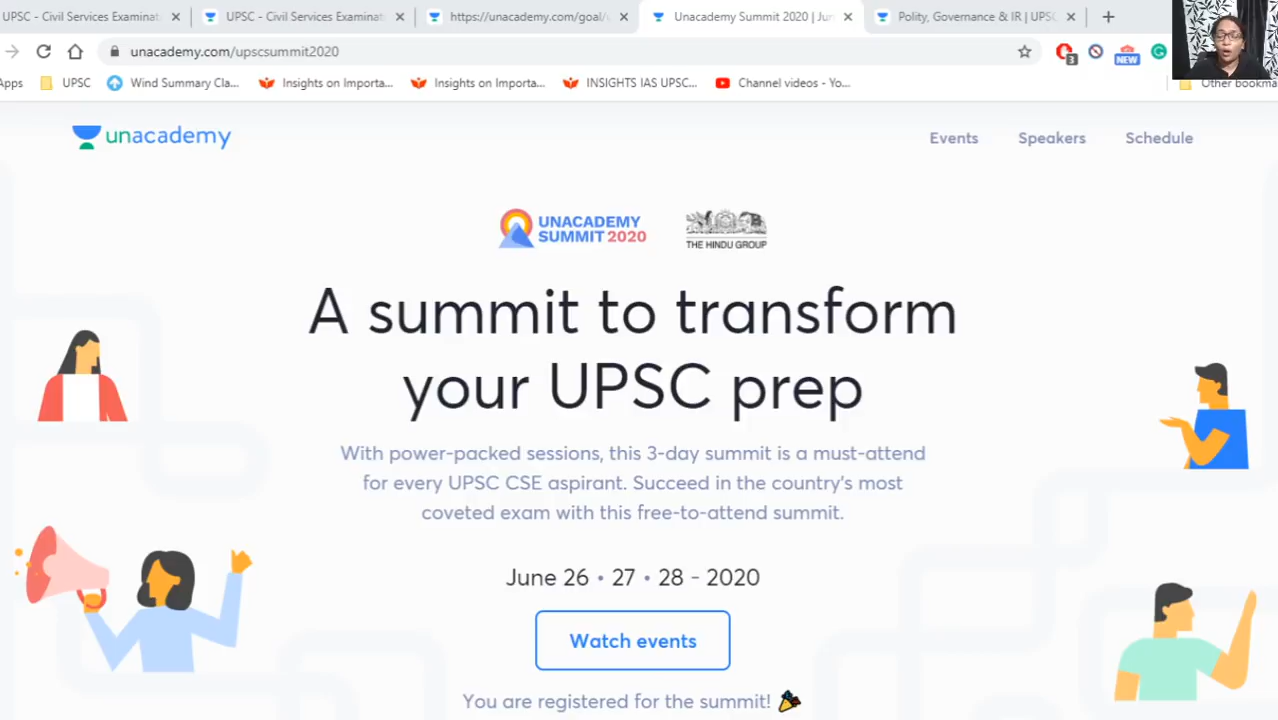 UPSC - Civil Services Examinat
UPSC - Civil Services Examinat
https://unacademy.com/goal/
Unacademy Summit 2020 | Jun
Polity, Governance & IR | UPSC
unacademy.com/upscsummit2020
3
NEW
Apps
UPSC
Wind Summary Cla...
Insights on Importa...
Insights on Importa...
INSIGHTS IAS UPSC...
Channel videos - Yo...
Other bookma
unacademy
Events
Speakers
Schedule
UNACADEMY
SUMMIT 2020
THE HINDU GROUP
A summit to transform
your UPSC prep
With power-packed sessions, this 3-day summit is a must-attend
for every UPSC CSE aspirant. Succeed in the country's most
coveted exam with this free-to-attend summit.
June 26 • 27 • 28 - 2020
Watch events
You are registered for the summit!